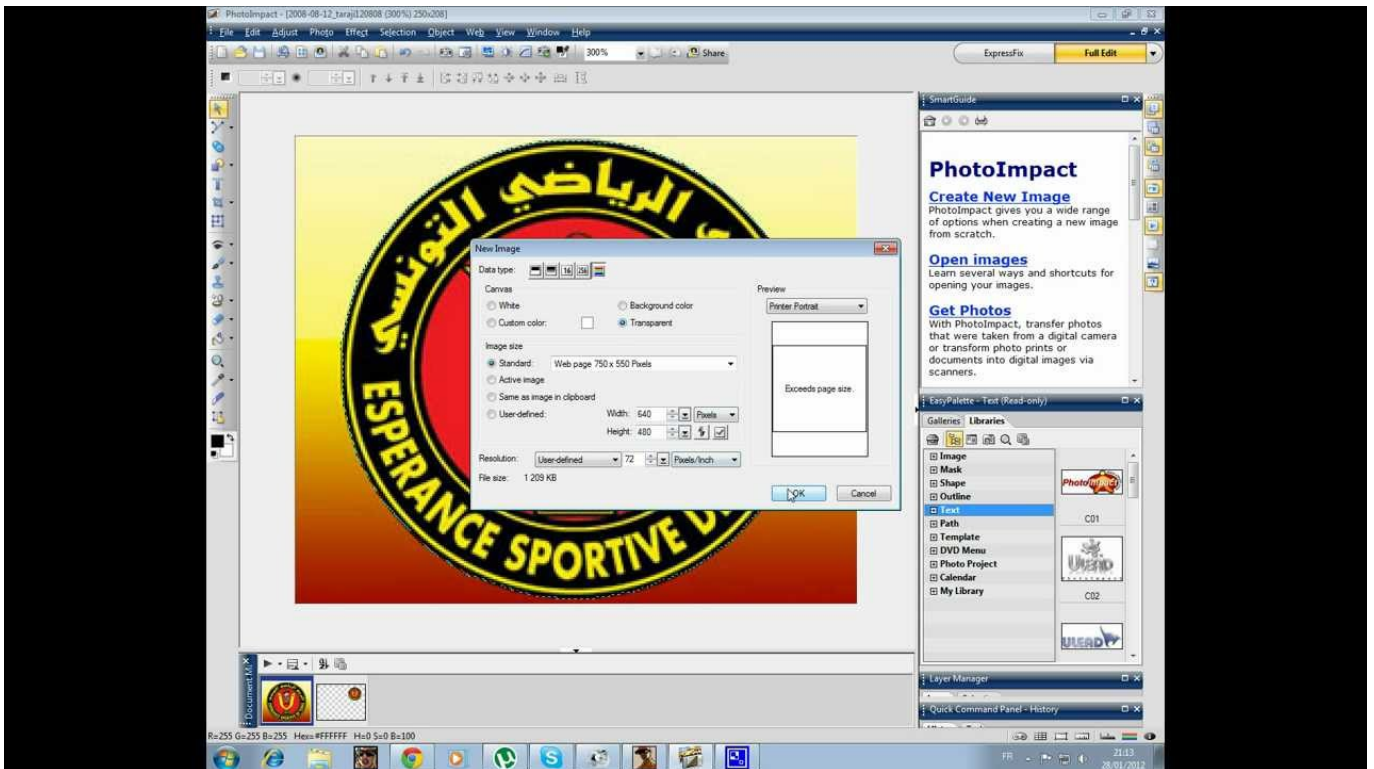 PhotoImpact - [2008-08-12_taraji120808 (300%) 250x208]
File Edit Adjust Photo Effect Selection Object Web View Window Help
300% Share ExpressFix Full Edit
SmartGuide
PhotoImpact
Create New Image
PhotoImpact gives you a wide range
of options when creating a new image
from scratch.
Open images
Learn several ways and shortcuts for
opening your images.
Get Photos
With PhotoImpact, transfer photos
that were taken from a digital camera
or transform photo prints or
documents into digital images via
scanners.
الرياضي التونسي
ESPERANCE SPORTIVE D
New Image
Data type: 16 256
Canvas
White
Background color
Custom color:
Transparent
Image size
Standard: Web page 750 x 550 Pixels
Active image
Same as image in clipboard
User-defined: Width: 640 Pixels
Height: 480
Resolution: User-defined 72 Pixels/Inch
File size: 1 209 KB
Preview
Printer Portrait
Exceeds page size.
OK Cancel
EasyPalette - Text (Read-only)
Galleries Libraries
Image
Mask
Shape
Outline
Text
Path
Template
DVD Menu
Photo Project
Calendar
My Library
PhotoImpact
C01
ULEAD
C02
ULEAD
Layer Manager
Quick Command Panel - History
R=255 G=255 B=255 Hex=#FFFFFF H=0 S=0 B=100
FR
21:13
28/01/2012